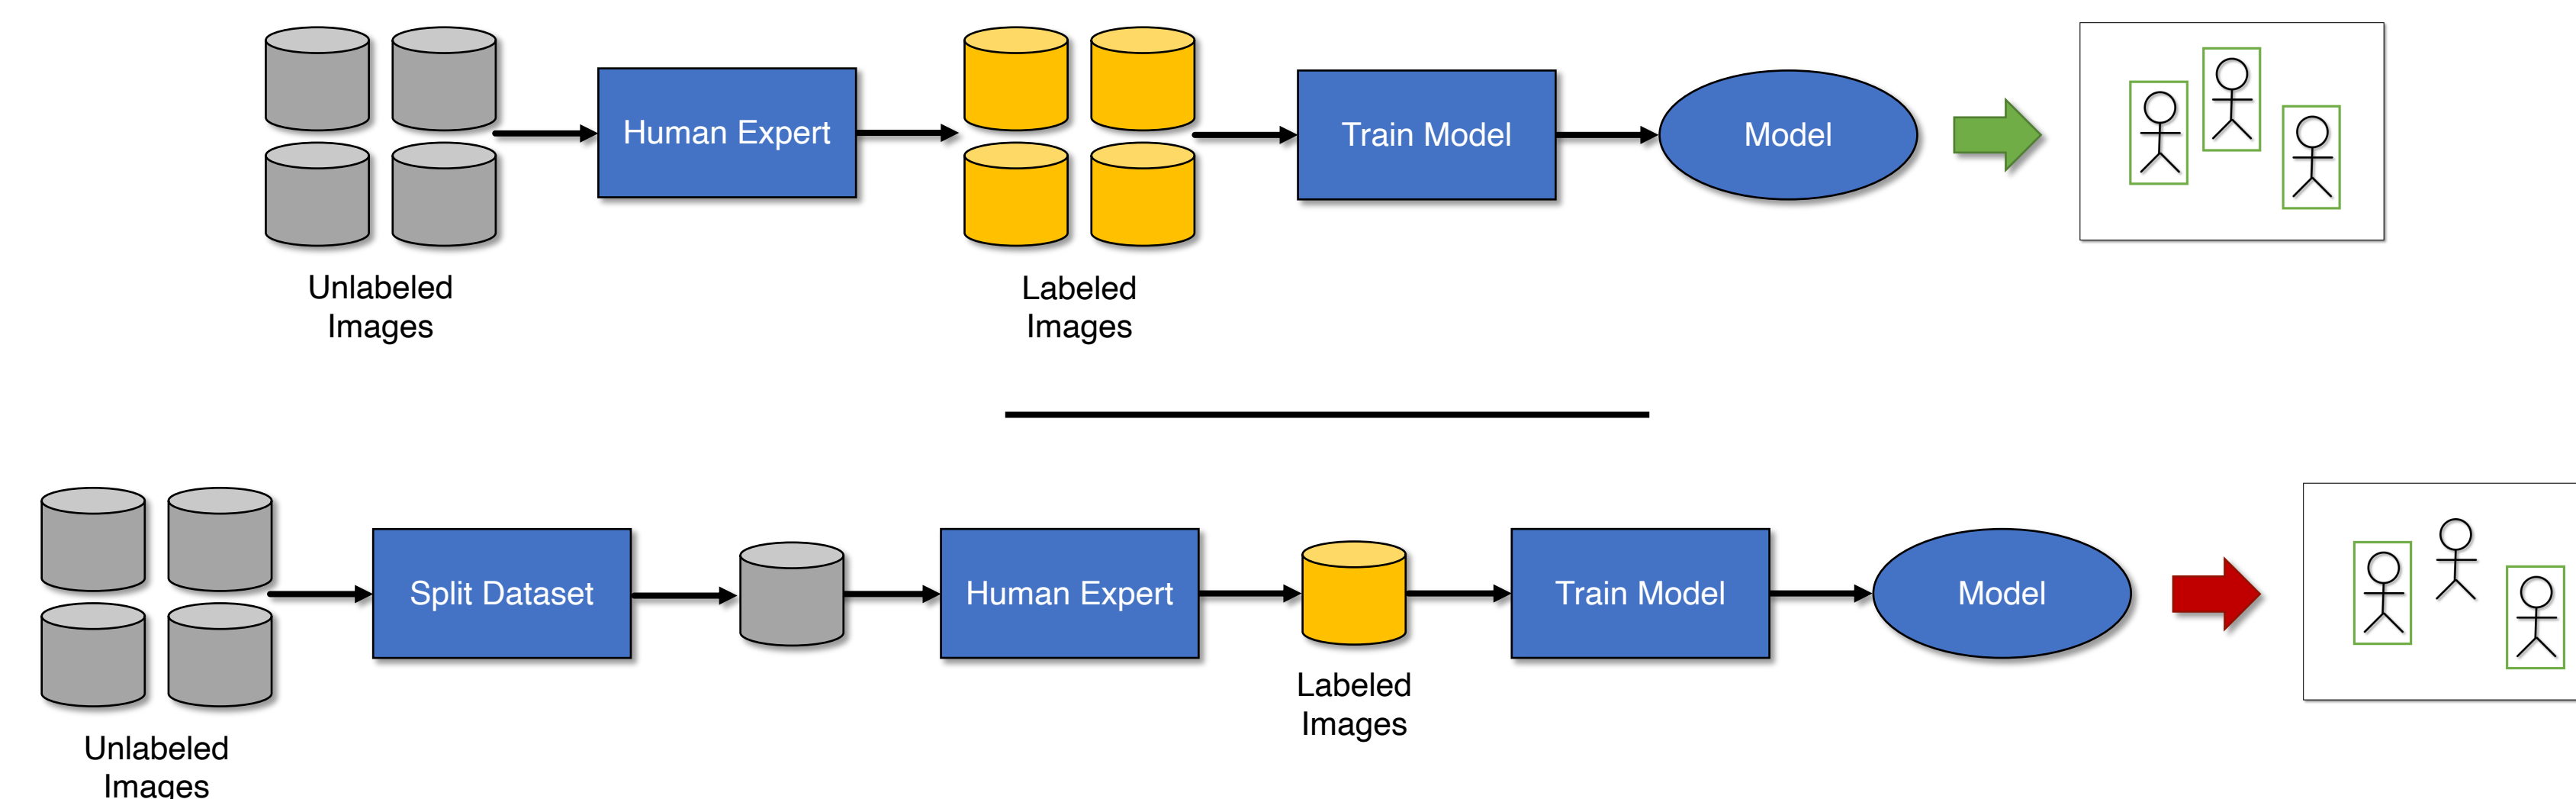 Human Expert
Train Model
Model
Unlabeled
Images
Labeled
Images
Split Dataset
Human Expert
Train Model
Model
Labeled
Images
Unlabeled
Images